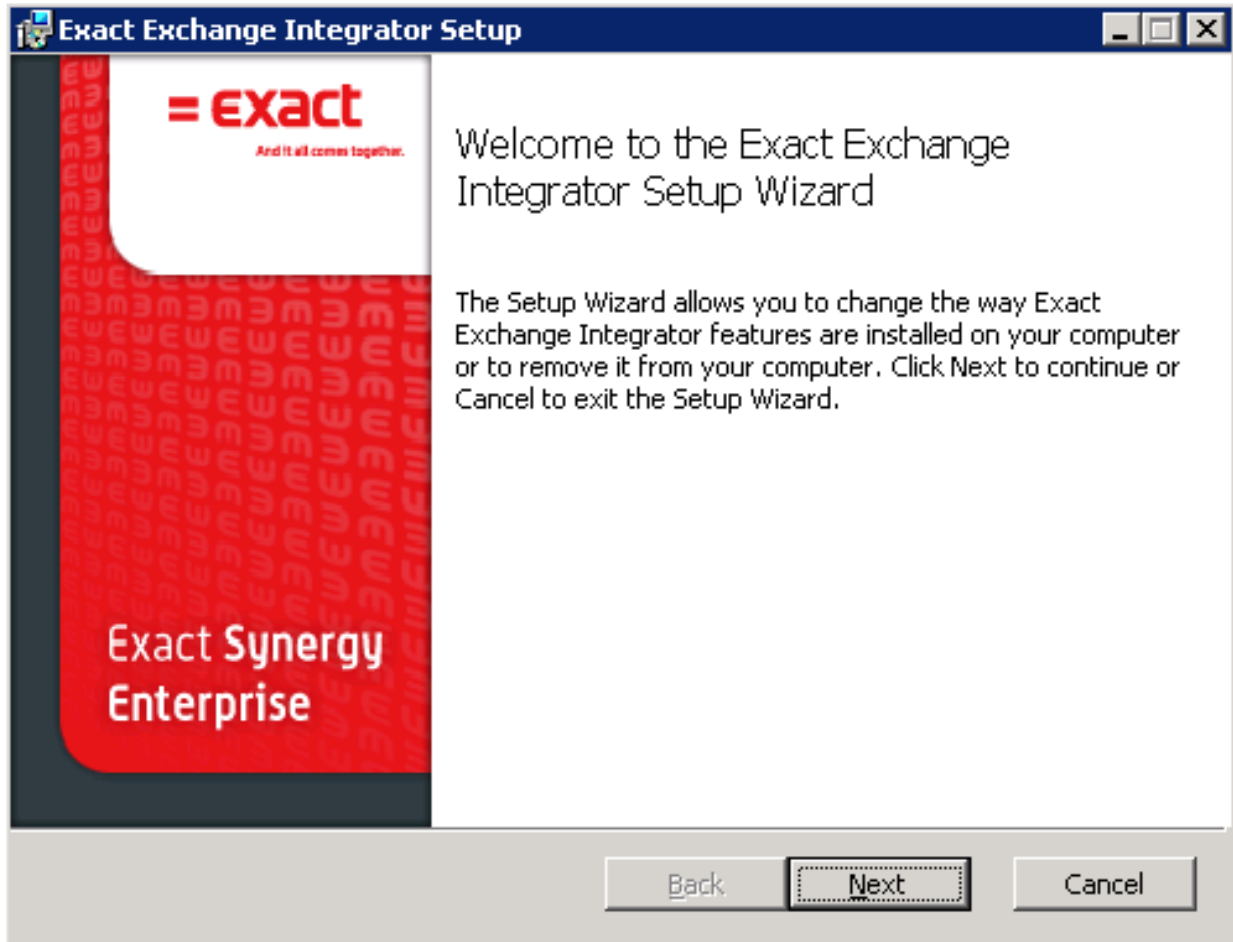 Exact Exchange Integrator Setup
= exact
And it all comes together.
Welcome to the Exact Exchange
Integrator Setup Wizard
The Setup Wizard allows you to change the way Exact
Exchange Integrator features are installed on your computer
or to remove it from your computer. Click Next to continue or
Cancel to exit the Setup Wizard.
Exact Synergy
Enterprise
Back
Next
Cancel